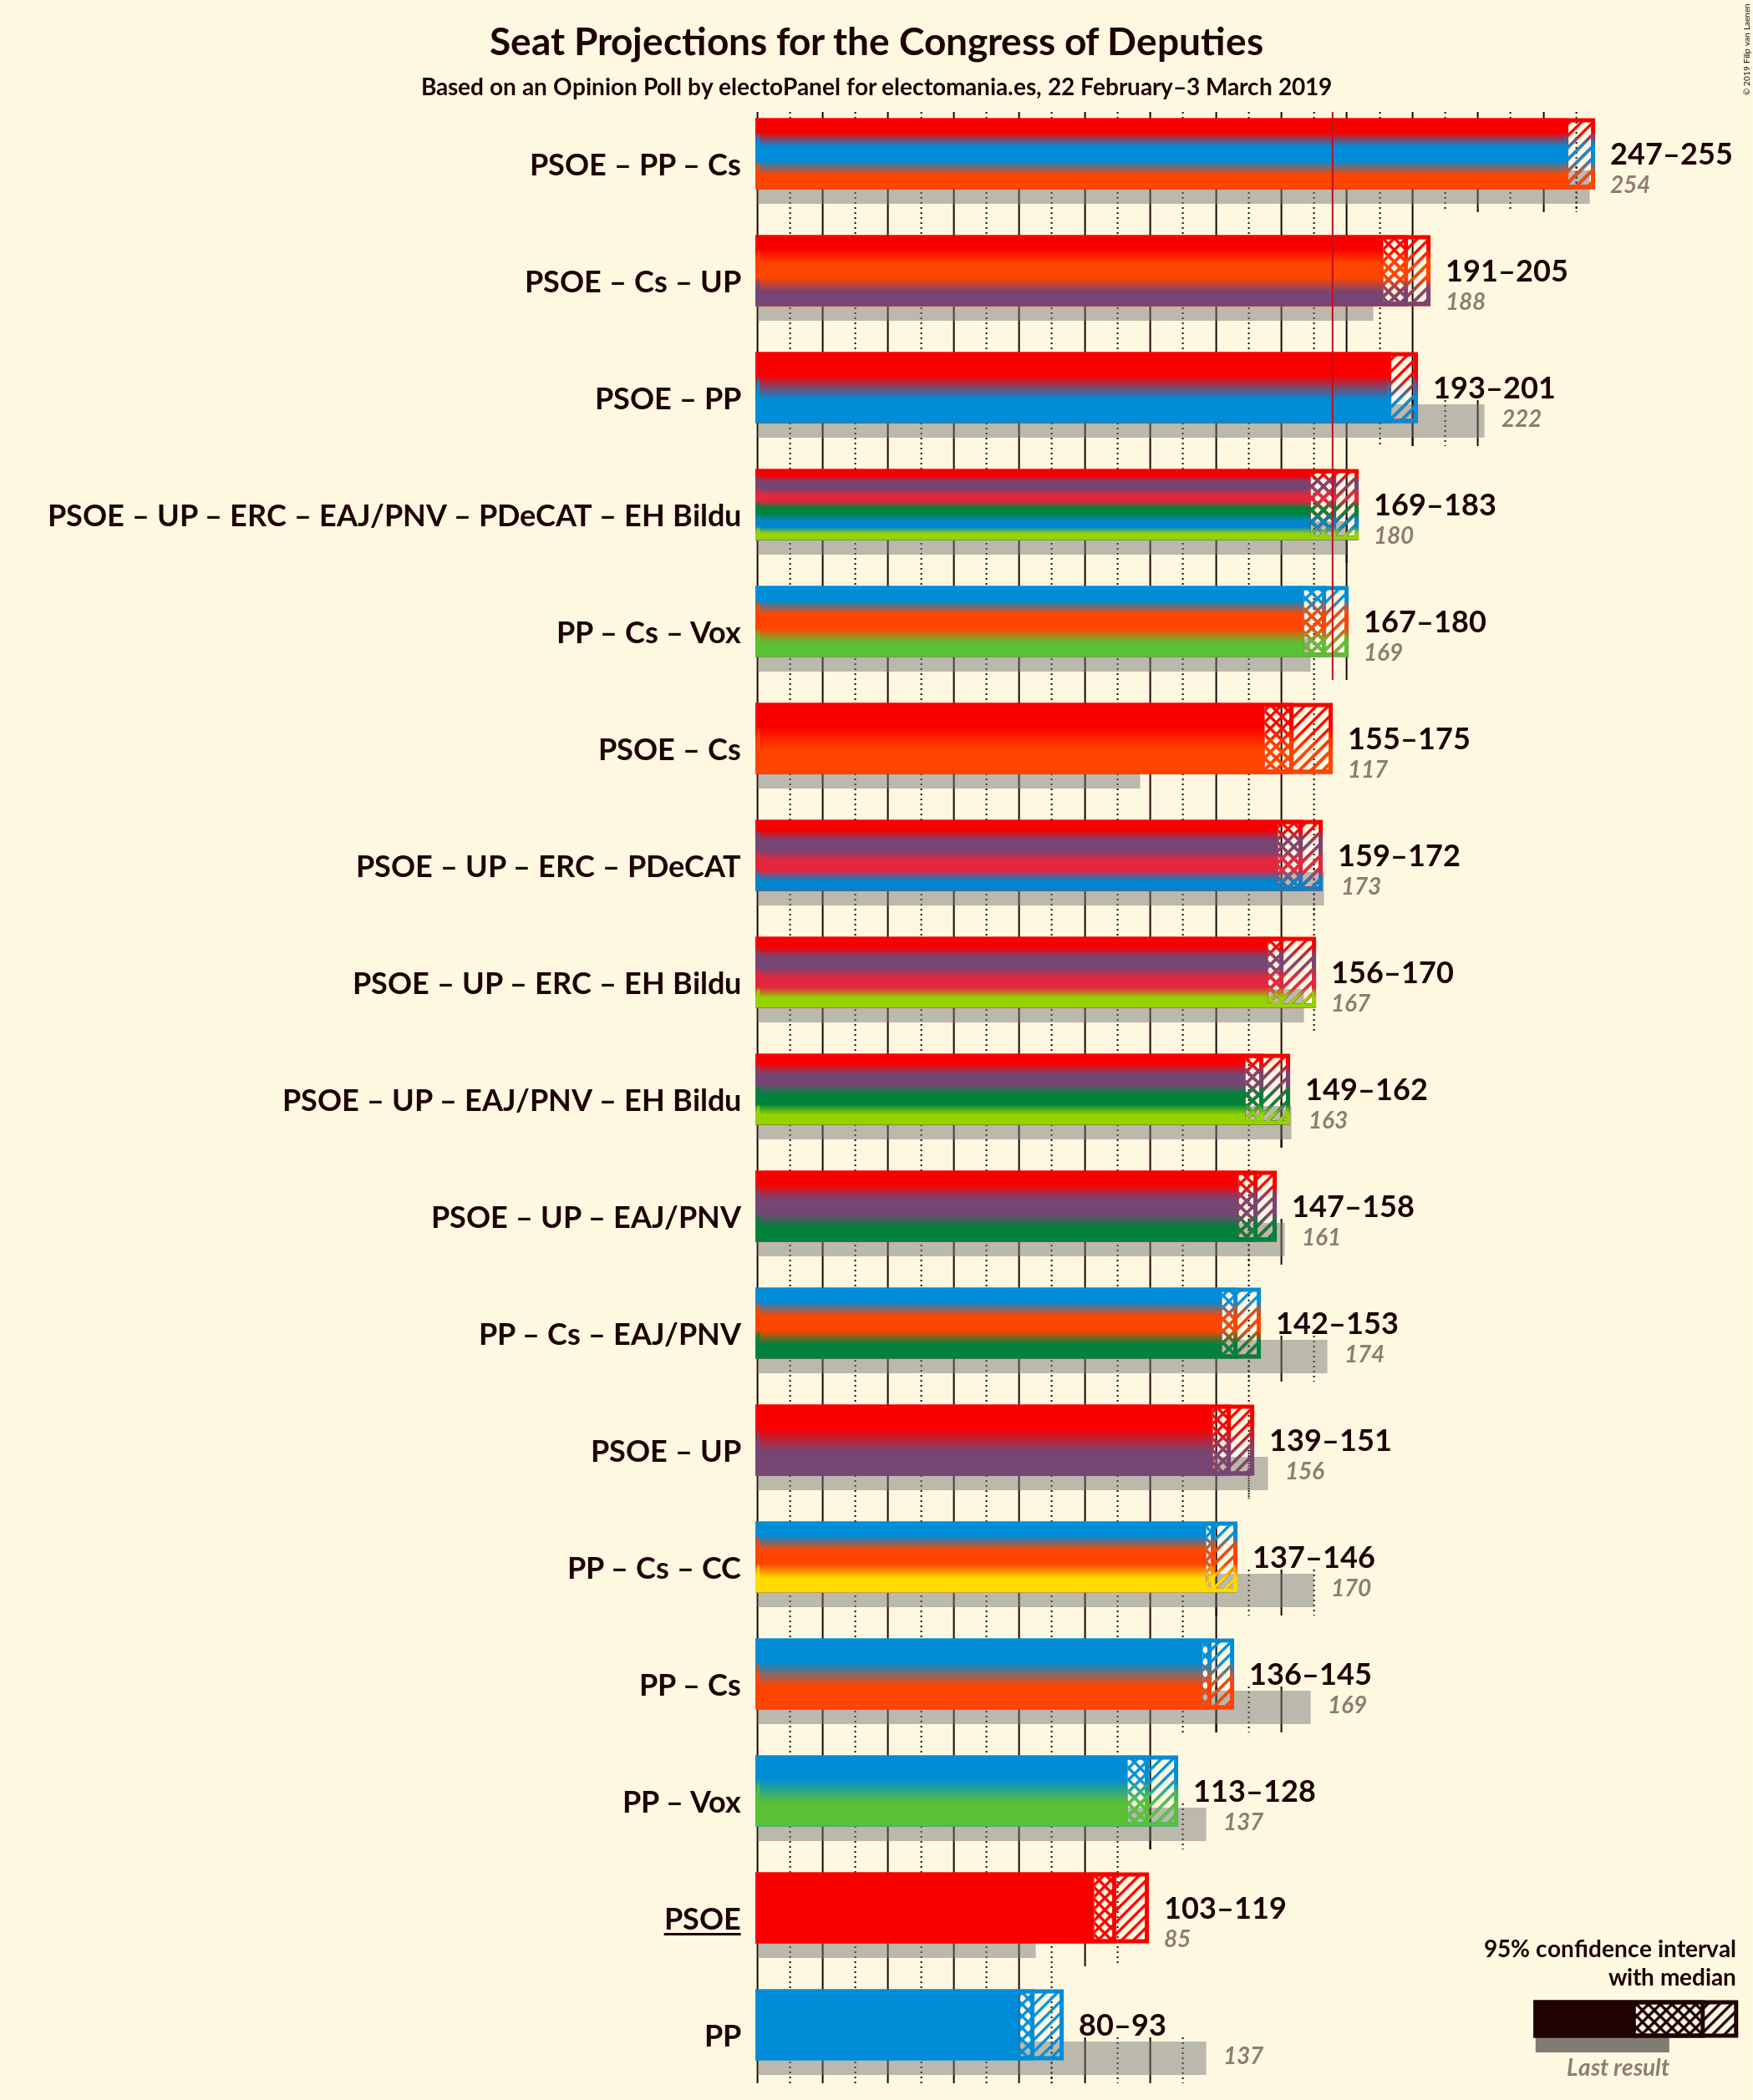 Seat Projections for the Congress of Deputies
Based on an Opinion Poll by electoPanel for electomania.es, 22 February–3 March 2019
© 2019 Filip van Laenen
PSOE – PP – Cs
247–255
254
PSOE – Cs – UP
191–205
188
PSOE – PP
193–201
222
PSOE – UP – ERC – EAJ/PNV – PDeCAT – EH Bildu
169–183
180
PP – Cs – Vox
167–180
169
PSOE – Cs
155–175
117
PSOE – UP – ERC – PDeCAT
159–172
173
PSOE – UP – ERC – EH Bildu
156–170
167
PSOE – UP – EAJ/PNV – EH Bildu
149–162
163
PSOE – UP – EAJ/PNV
147–158
161
PP – Cs – EAJ/PNV
142–153
174
PSOE – UP
139–151
156
PP – Cs – CC
137–146
170
PP – Cs
136–145
169
PP – Vox
113–128
137
PSOE
103–119
85
PP
80–93
137
95% confidence interval
with median
Last result